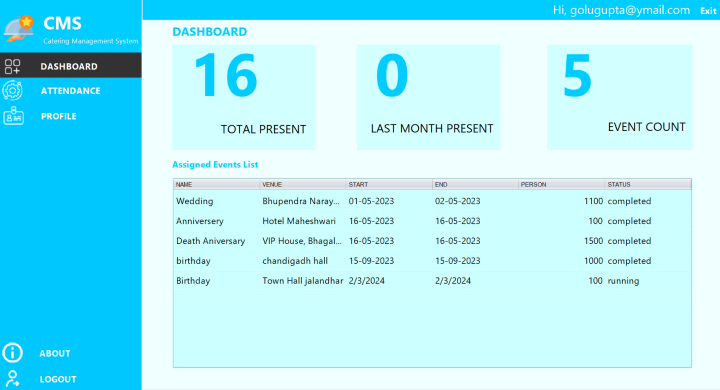 Hi, golugupta@ymail.com Exit
CMS
Catering Management System
DASHBOARD
ATTENDANCE
PROFILE
ABOUT
LOGOUT
DASHBOARD
16
TOTAL PRESENT
0
LAST MONTH PRESENT
5
EVENT COUNT
Assigned Events List
NAME VENUE START END PERSON STATUS
Wedding Bhupendra Naray... 01-05-2023 02-05-2023 1100 completed
Anniversery Hotel Maheshwari 16-05-2023 16-05-2023 100 completed
Death Aniversary VIP House, Bhagal... 16-05-2023 16-05-2023 1500 completed
birthday chandigadh hall 15-09-2023 15-09-2023 1000 completed
Birthday Town Hall jalandhar 2/3/2024 2/3/2024 100 running